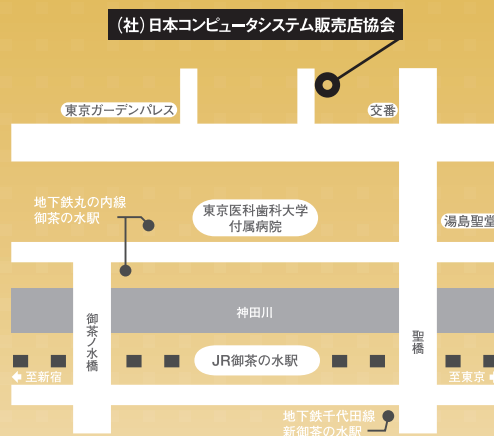 (社)日本コンピュータシステム販売店協会
東京ガーデンパレス
交番
地下鉄丸の内線
御茶の水駅
東京医科歯科大学
付属病院
湯島聖堂
神田川
御茶ノ水橋
聖橋
JR御茶の水駅
至新宿
至東京
地下鉄千代田線
新御茶の水駅